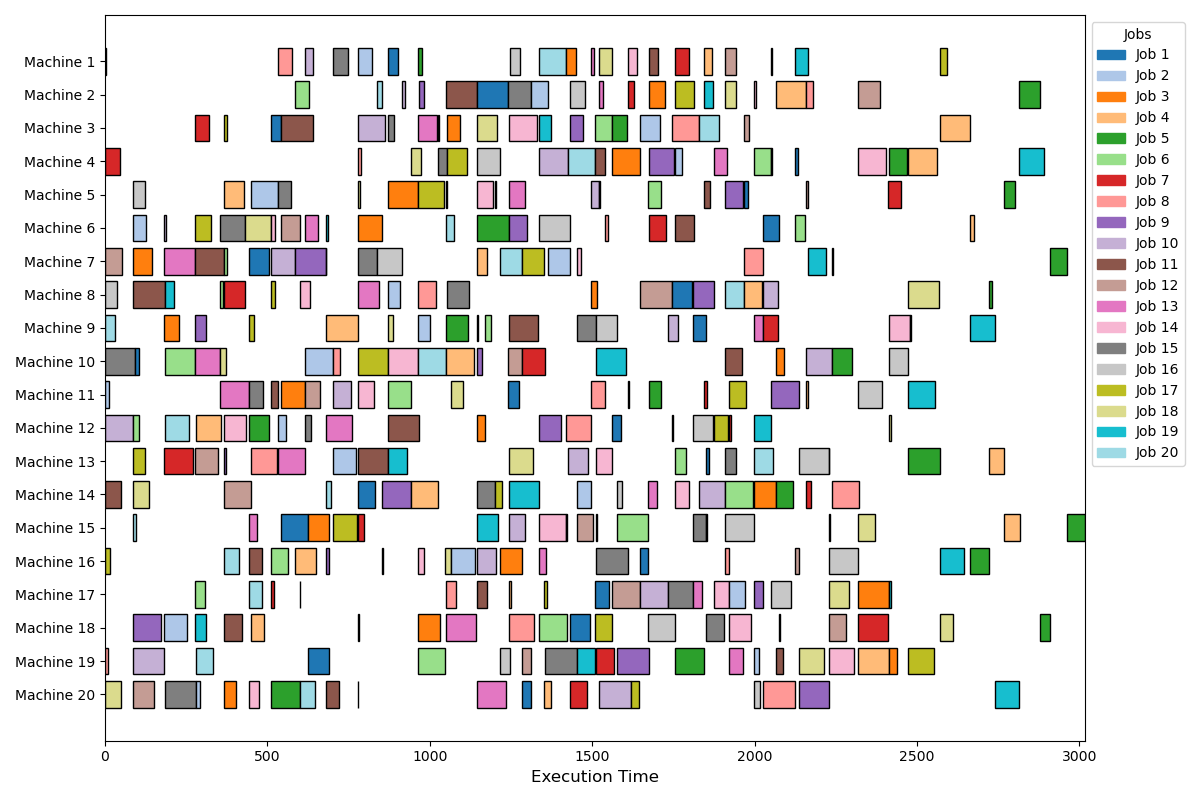 Machine 1
Machine 2
Machine 3
Machine 4
Machine 5
Machine 6
Machine 7
Machine 8
Machine 9
Machine 10
Machine 11
Machine 12
Machine 13
Machine 14
Machine 15
Machine 16
Machine 17
Machine 18
Machine 19
Machine 20
0 500 1000 1500 2000 2500 3000
Execution Time
Jobs
Job 1
Job 2
Job 3
Job 4
Job 5
Job 6
Job 7
Job 8
Job 9
Job 10
Job 11
Job 12
Job 13
Job 14
Job 15
Job 16
Job 17
Job 18
Job 19
Job 20